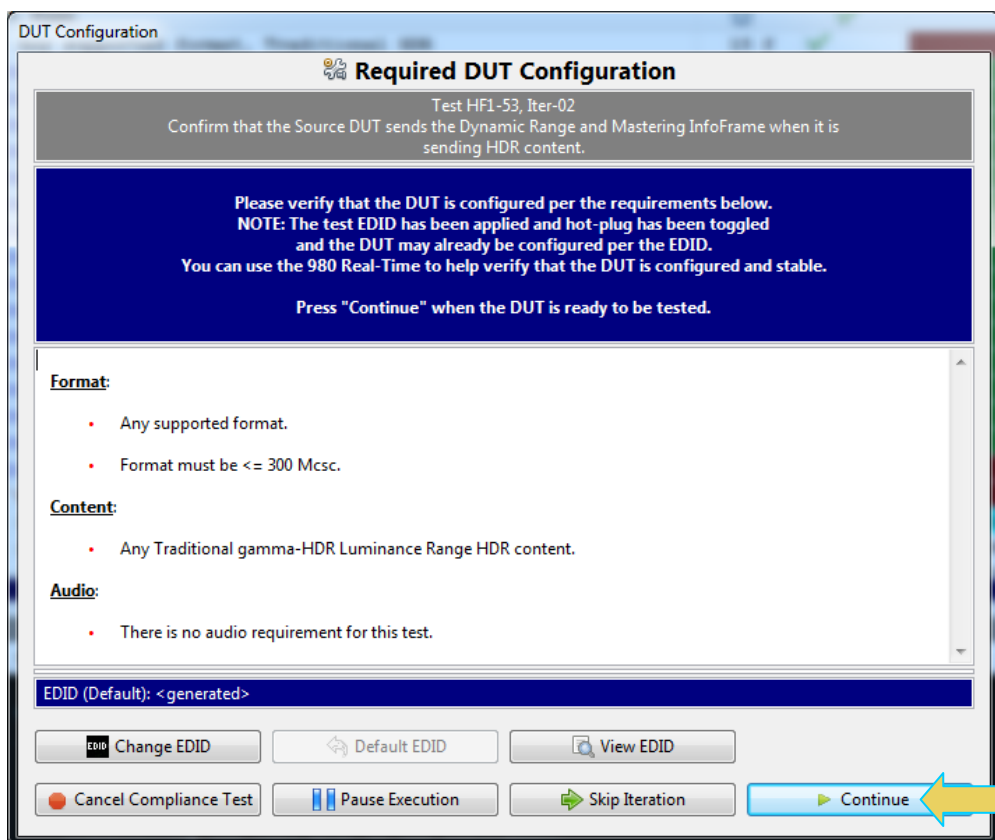 DUT Configuration
Required DUT Configuration
Test HF1-53, Iter-02
Confirm that the Source DUT sends the Dynamic Range and Mastering InfoFrame when it is
sending HDR content.
Please verify that the DUT is configured per the requirements below.
NOTE: The test EDID has been applied and hot-plug has been toggled
and the DUT may already be configured per the EDID.
You can use the 980 Real-Time to help verify that the DUT is configured and stable.
Press "Continue" when the DUT is ready to be tested.
Format:
• Any supported format.
• Format must be <= 300 Mcsc.
Content:
• Any Traditional gamma-HDR Luminance Range HDR content.
Audio:
• There is no audio requirement for this test.
EDID (Default): <generated>
EDID Change EDID
Default EDID
View EDID
Cancel Compliance Test
Pause Execution
Skip Iteration
Continue